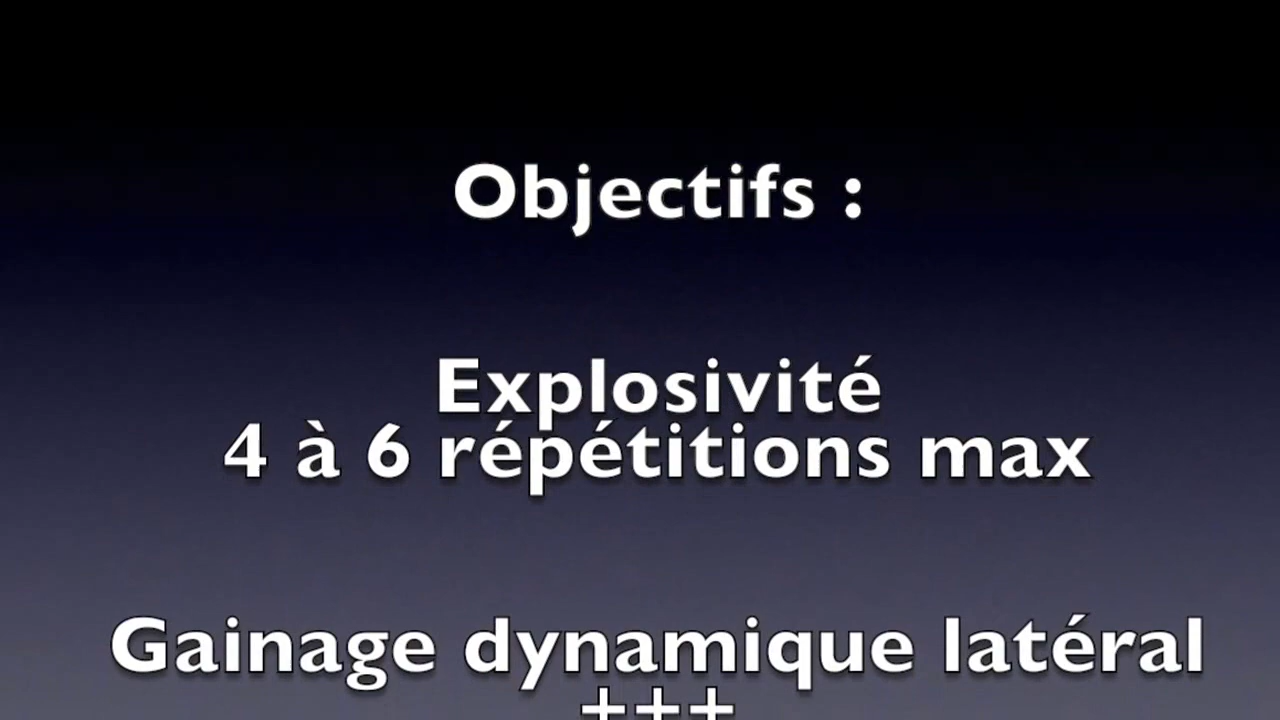 Objectifs :
Explosivité
4 à 6 répétitions max
Gainage dynamique latéral
+++